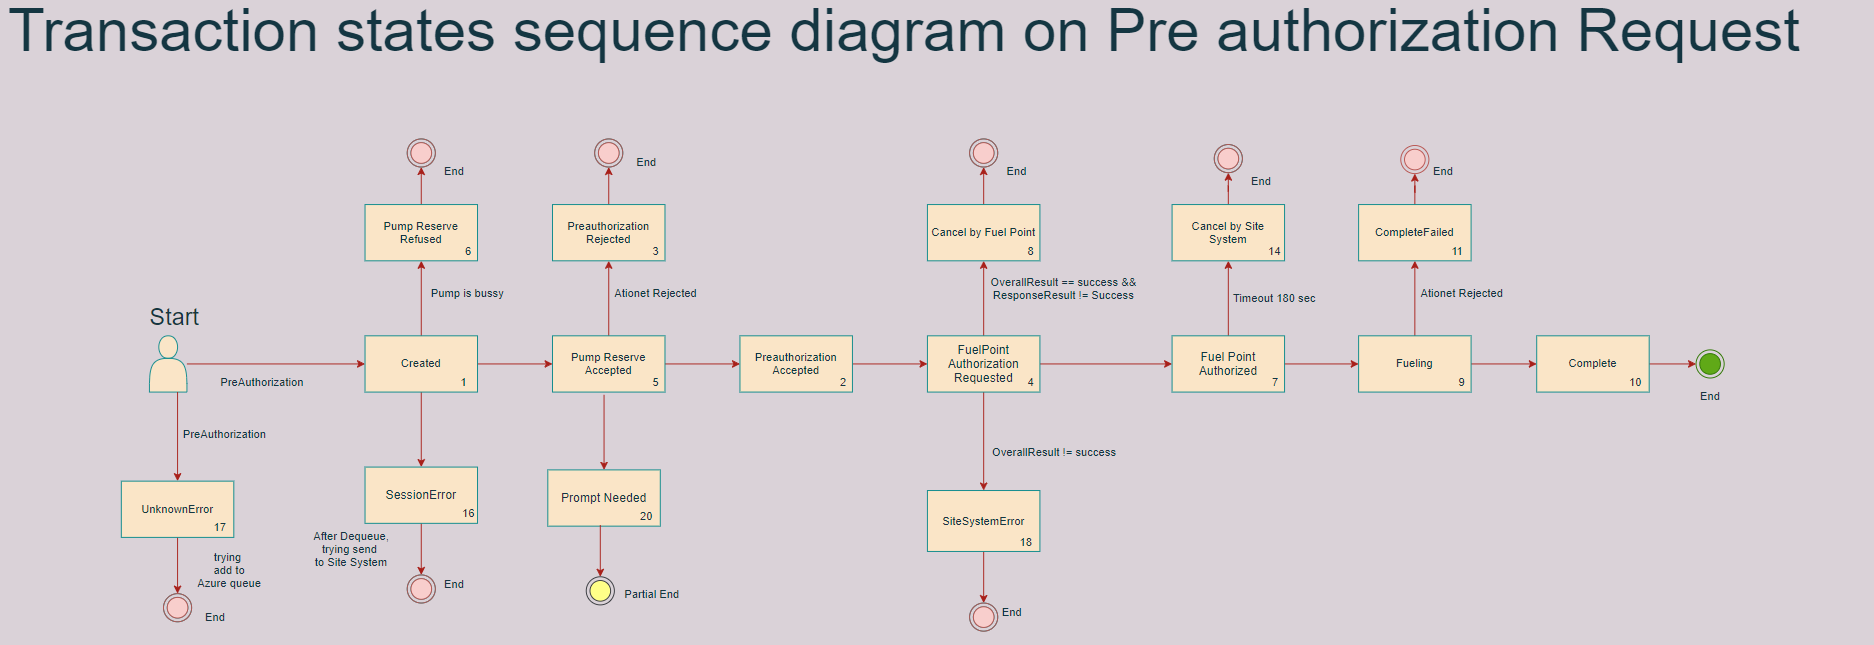 Transaction states sequence diagram on Pre authorization Request
End
End
End
End
End
Pump Reserve
Refused
6
Preauthorization
Rejected
3
Cancel by Fuel Point
8
Cancel by Site
System
14
CompleteFailed
11
Pump is bussy
Ationet Rejected
OverallResult == success &&
ResponseResult != Success
Timeout 180 sec
Ationet Rejected
Start
PreAuthorization
Created
1
Pump Reserve
Accepted
5
Preauthorization
Accepted
2
FuelPoint
Authorization
Requested
4
Fuel Point
Authorized
7
Fueling
9
Complete
10
End
PreAuthorization
OverallResult != success
UnknownError
17
SessionError
16
Prompt Needed
20
SiteSystemError
18
trying
add to
Azure queue
After Dequeue,
trying send
to Site System
End
End
Partial End
End